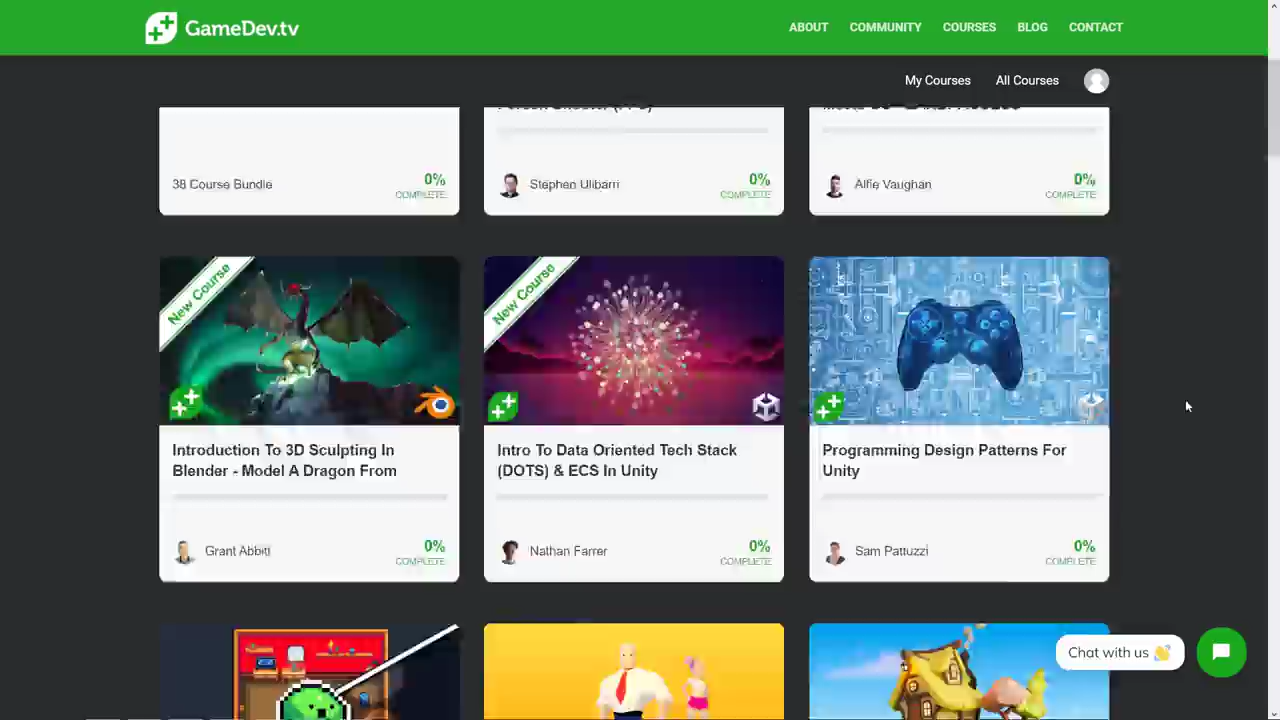 GameDev.tv
ABOUT COMMUNITY COURSES BLOG CONTACT
My Courses All Courses
38 Course Bundle
0%
COMPLETE
Stephen Ulibarri
0%
COMPLETE
Alfie Vaughan
0%
COMPLETE
New Course
Introduction To 3D Sculpting In
Blender - Model A Dragon From
Grant Abbitt
0%
COMPLETE
New Course
Intro To Data Oriented Tech Stack
(DOTS) & ECS In Unity
Nathan Farrer
0%
COMPLETE
Programming Design Patterns For
Unity
Sam Pattuzzi
0%
COMPLETE
Chat with us 👋